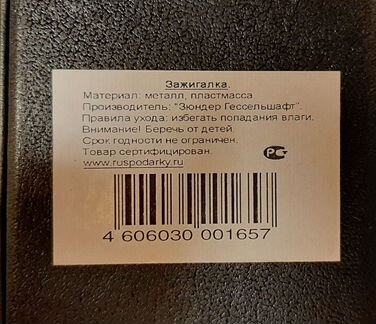 Зажигалка.
Материал: металл, пластмасса
Производитель: "Зюндер Гессельшафт".
Правила ухода: избегать попадания влаги.
Внимание! Беречь от детей.
Срок годности не ограничен.
Товар сертифицирован.
www.ruspodarky.ru
РС
4 606030 001657